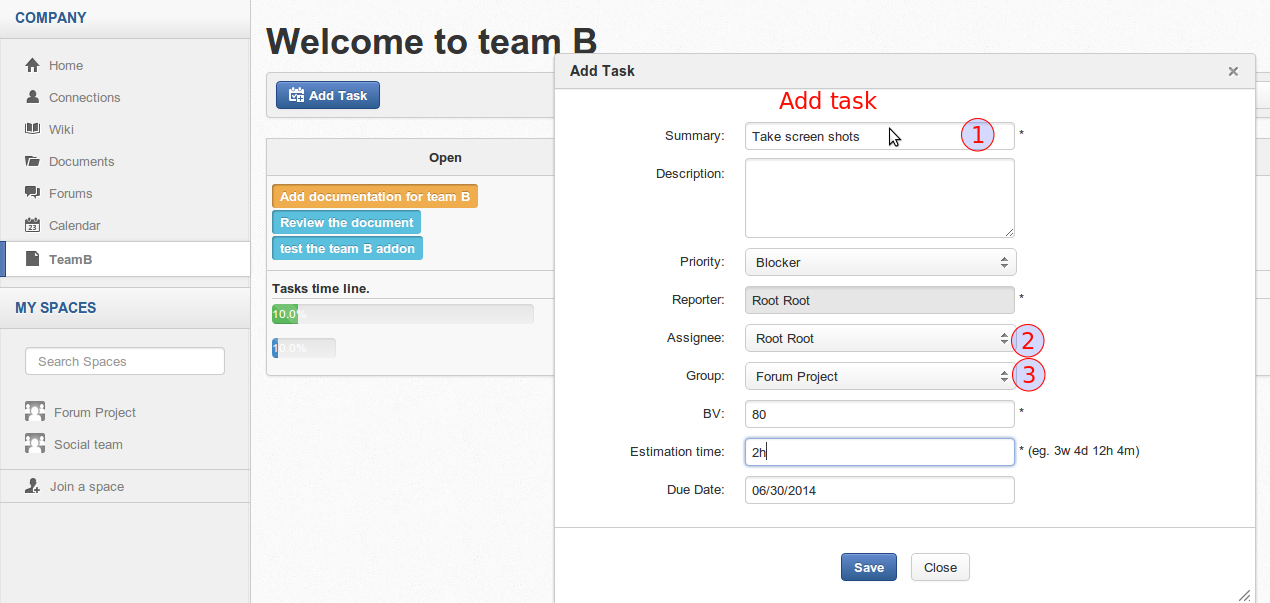 COMPANY
Home
Connections
Wiki
Documents
Forums
23 Calendar
TeamB
MY SPACES
Search Spaces
Forum Project
Social team
Join a space
Welcome to team B
Add Task
Open
Add documentation for team B
Review the document
test the team B addon
Tasks time line.
10.0%
10.0%
Add Task ×
Add task
Summary: Take screen shots 1 *
Description:
Priority: Blocker
Reporter: Root Root *
Assignee: Root Root 2
Group: Forum Project 3
BV: 80 *
Estimation time: 2h * (eg. 3w 4d 12h 4m)
Due Date: 06/30/2014
Save Close